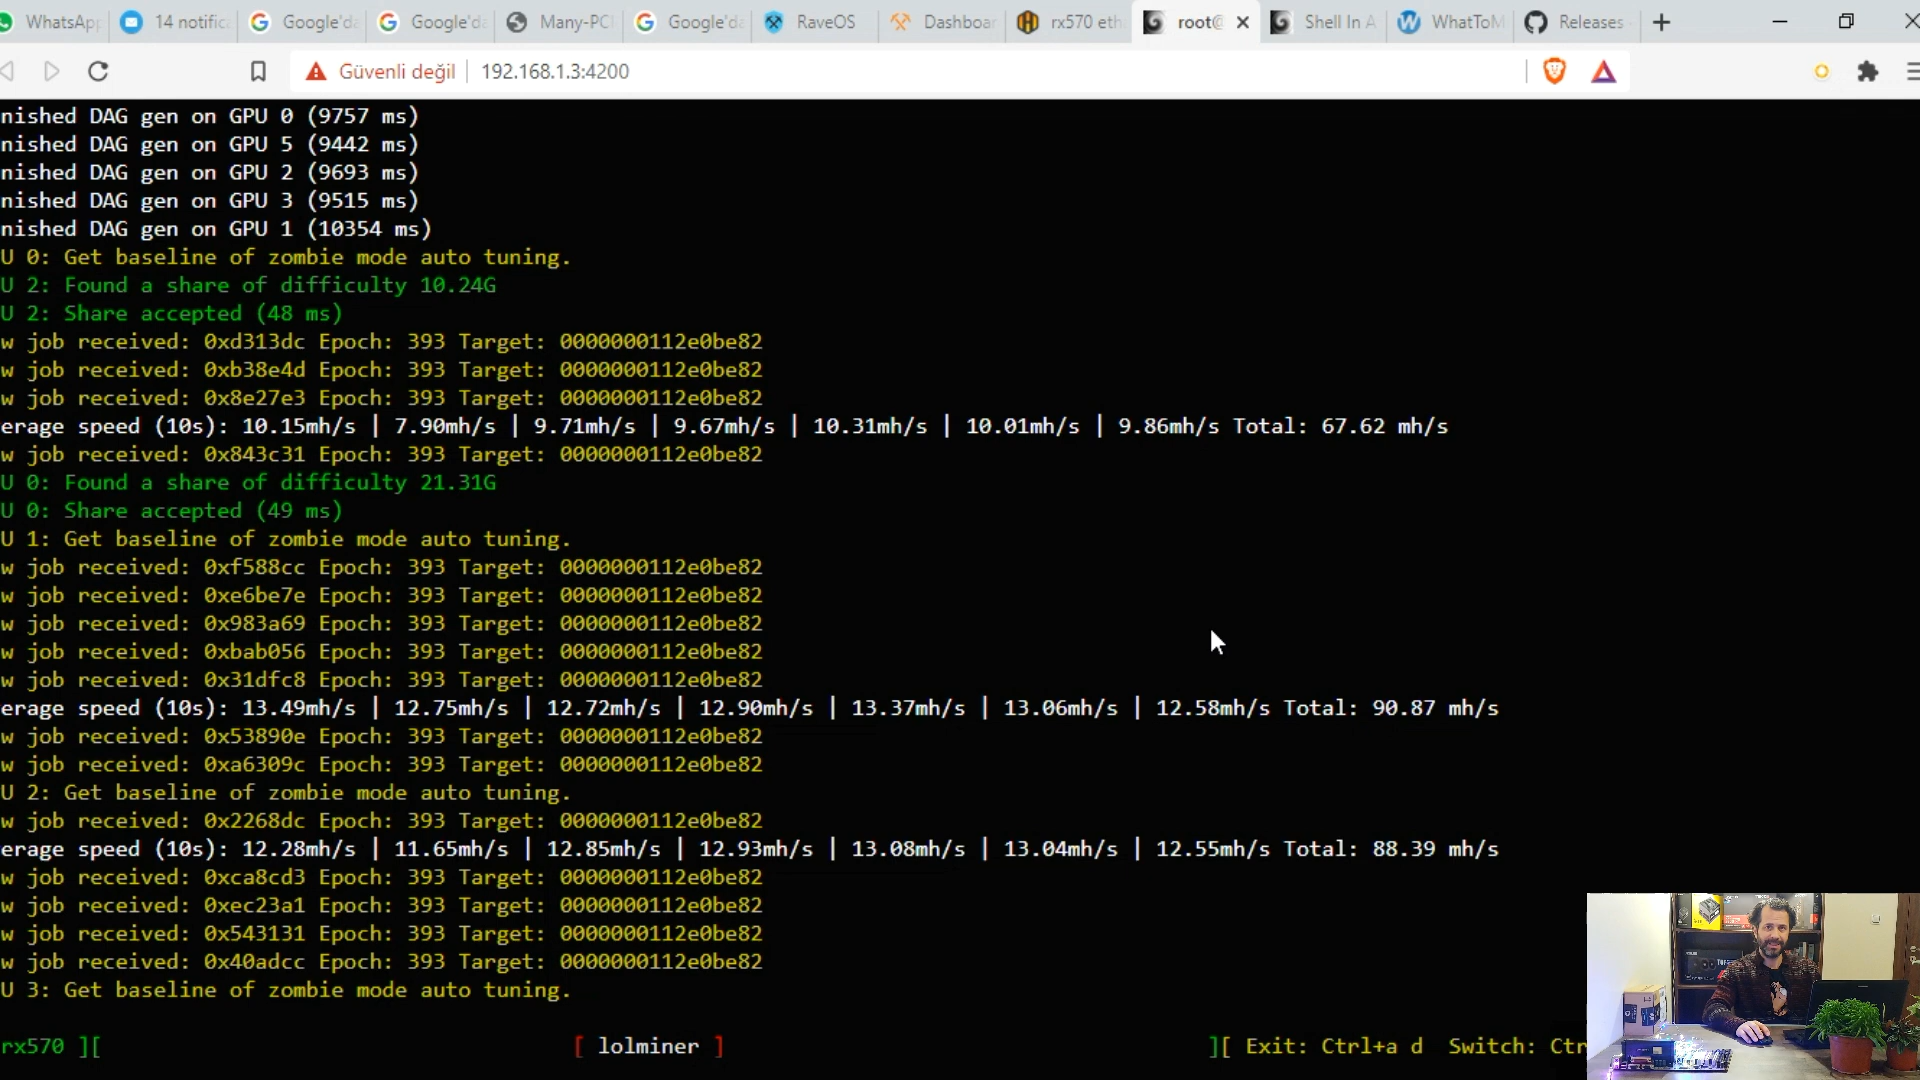 WhatsApp 14 notific Google'da Google'da Many-PC Google'da RaveOS Dashboar rx570 eth root@ Shell In A WhatToM Releases
Güvenli değil 192.168.1.3:4200
nished DAG gen on GPU 0 (9757 ms)
nished DAG gen on GPU 5 (9442 ms)
nished DAG gen on GPU 2 (9693 ms)
nished DAG gen on GPU 3 (9515 ms)
nished DAG gen on GPU 1 (10354 ms)
U 0: Get baseline of zombie mode auto tuning.
U 2: Found a share of difficulty 10.24G
U 2: Share accepted (48 ms)
w job received: 0xd313dc Epoch: 393 Target: 0000000112e0be82
w job received: 0xb38e4d Epoch: 393 Target: 0000000112e0be82
w job received: 0x8e27e3 Epoch: 393 Target: 0000000112e0be82
erage speed (10s): 10.15mh/s | 7.90mh/s | 9.71mh/s | 9.67mh/s | 10.31mh/s | 10.01mh/s | 9.86mh/s Total: 67.62 mh/s
w job received: 0x843c31 Epoch: 393 Target: 0000000112e0be82
U 0: Found a share of difficulty 21.31G
U 0: Share accepted (49 ms)
U 1: Get baseline of zombie mode auto tuning.
w job received: 0xf588cc Epoch: 393 Target: 0000000112e0be82
w job received: 0xe6be7e Epoch: 393 Target: 0000000112e0be82
w job received: 0x983a69 Epoch: 393 Target: 0000000112e0be82
w job received: 0xbab056 Epoch: 393 Target: 0000000112e0be82
w job received: 0x31dfc8 Epoch: 393 Target: 0000000112e0be82
erage speed (10s): 13.49mh/s | 12.75mh/s | 12.72mh/s | 12.90mh/s | 13.37mh/s | 13.06mh/s | 12.58mh/s Total: 90.87 mh/s
w job received: 0x53890e Epoch: 393 Target: 0000000112e0be82
w job received: 0xa6309c Epoch: 393 Target: 0000000112e0be82
U 2: Get baseline of zombie mode auto tuning.
w job received: 0x2268dc Epoch: 393 Target: 0000000112e0be82
erage speed (10s): 12.28mh/s | 11.65mh/s | 12.85mh/s | 12.93mh/s | 13.08mh/s | 13.04mh/s | 12.55mh/s Total: 88.39 mh/s
w job received: 0xca8cd3 Epoch: 393 Target: 0000000112e0be82
w job received: 0xec23a1 Epoch: 393 Target: 0000000112e0be82
w job received: 0x543131 Epoch: 393 Target: 0000000112e0be82
w job received: 0x40adcc Epoch: 393 Target: 0000000112e0be82
U 3: Get baseline of zombie mode auto tuning.
rx570 ][ [ lolminer ] ][ Exit: Ctrl+a d Switch: Ctr